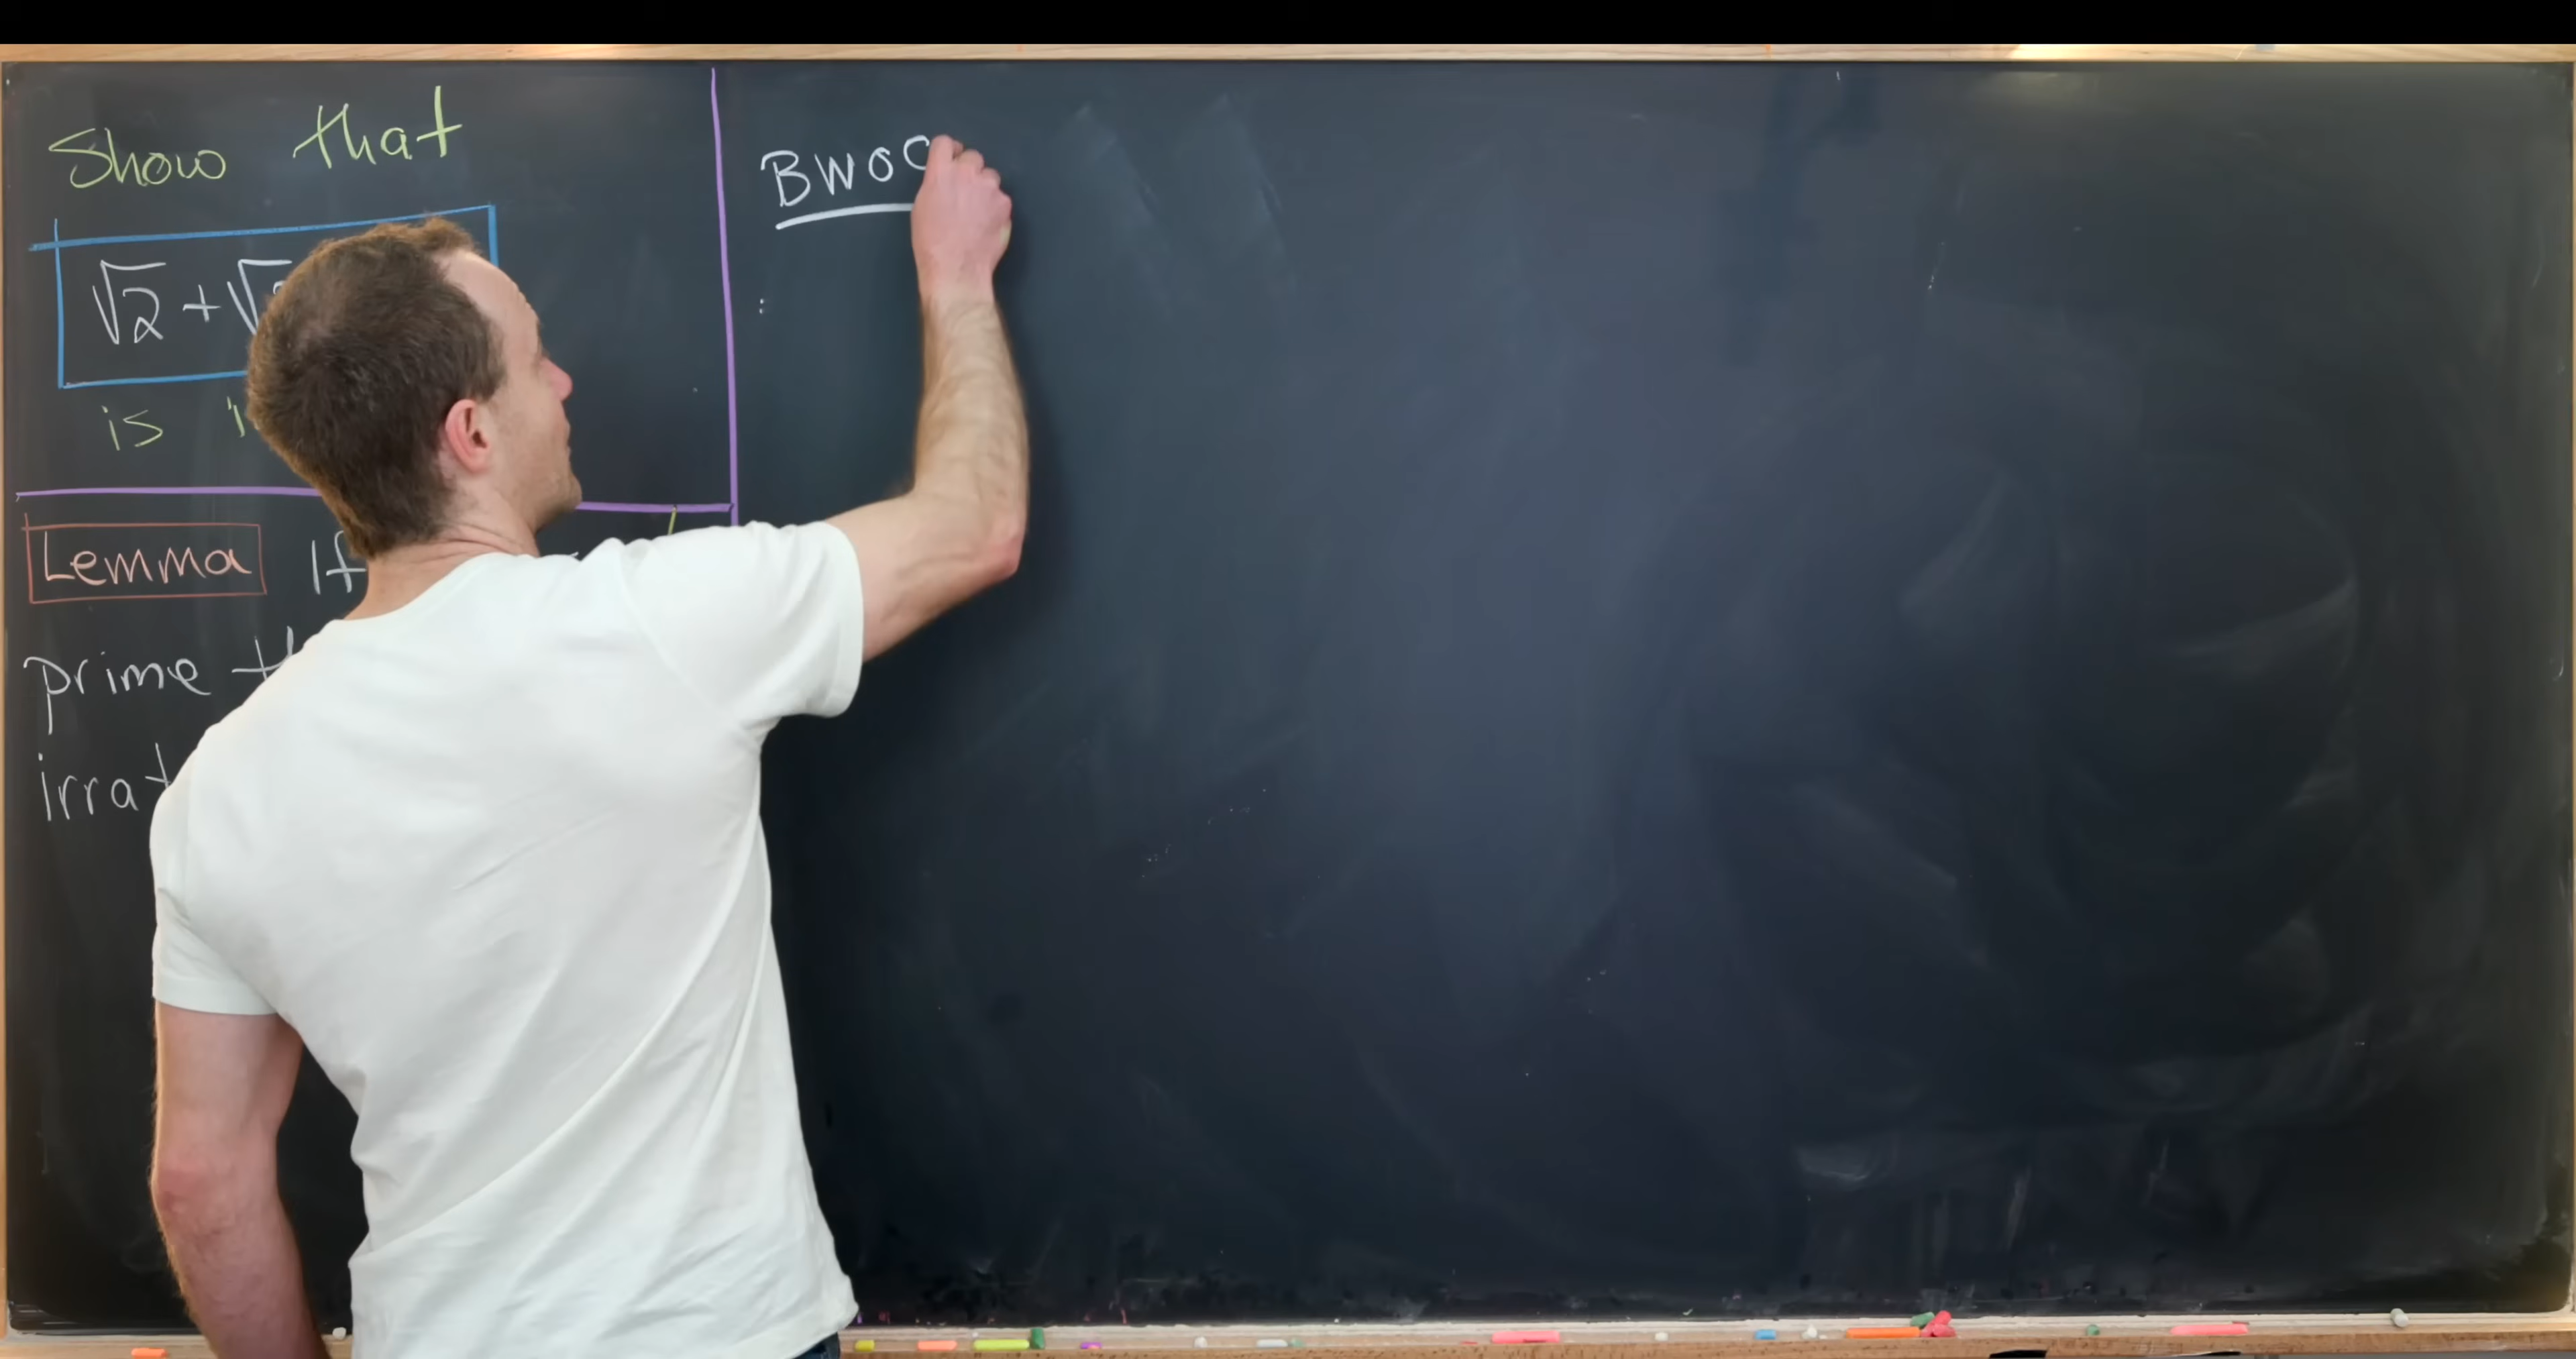 Show that
√2 + √
is
Lemma If
prime
irrat
BWOC